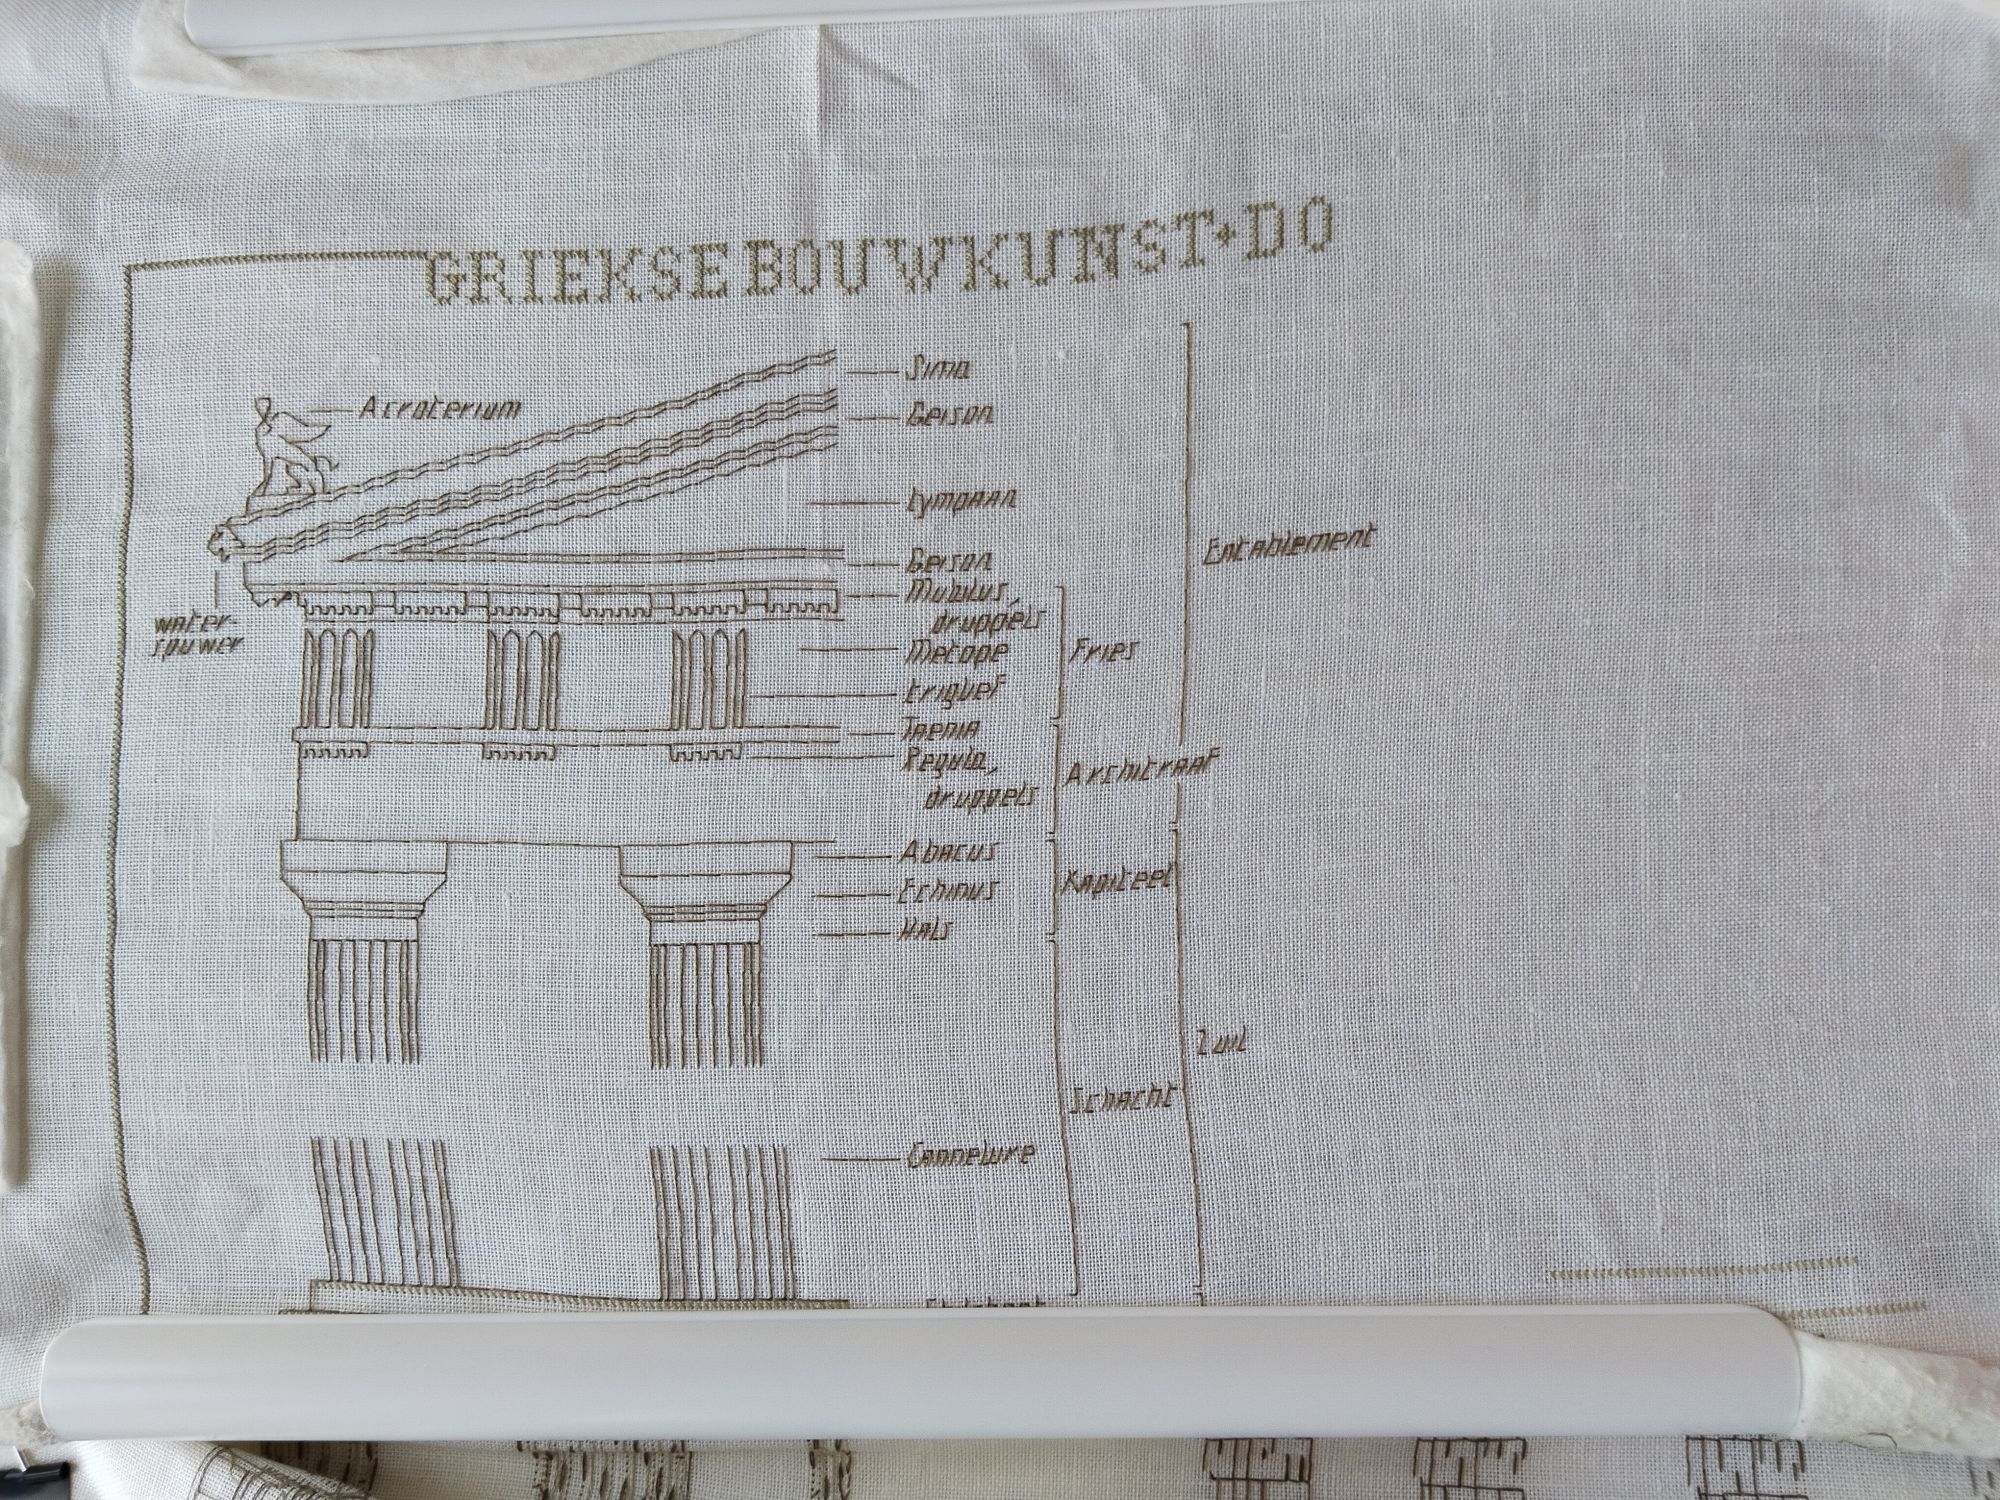 GRIEKSE BOUWKUNST + DO
Sima
Acroterium
Geison
tympaan
Entablement
Geison
Mutulus,
druppels
water-
spuwer
Metope
Fries
triglief
Taenia
Regula,
druppels
Architraaf
Abacus
Kapiteel
Echinus
Hals
Zuil
Schacht
Cannelure